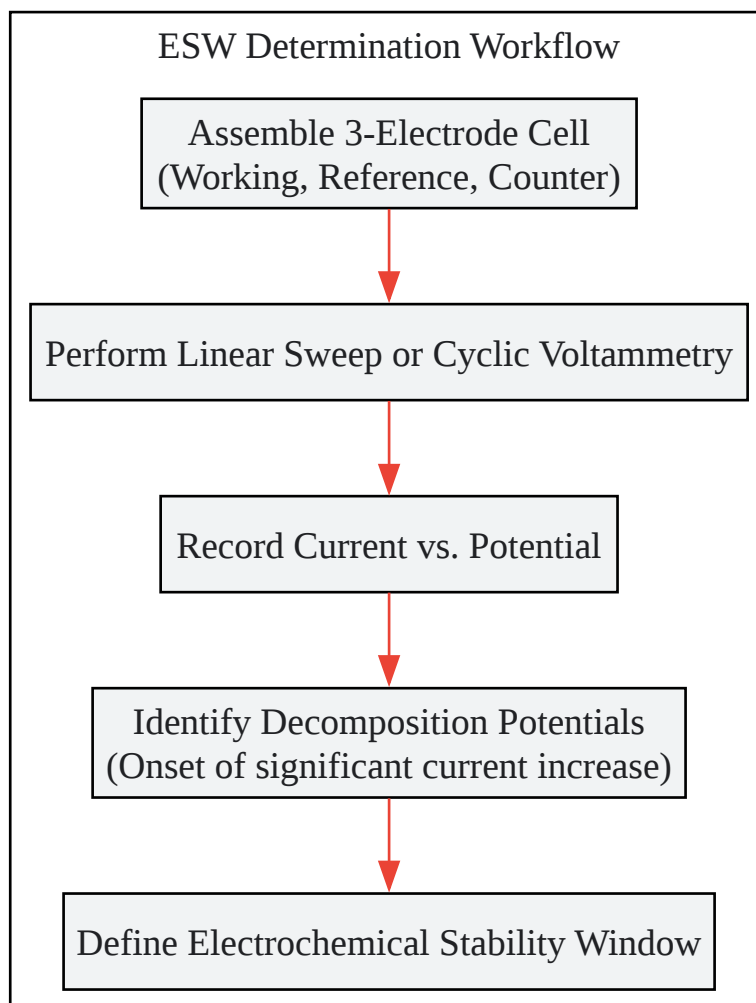 ESW Determination Workflow
Assemble 3-Electrode Cell
(Working, Reference, Counter)
Perform Linear Sweep or Cyclic Voltammetry
Record Current vs. Potential
Identify Decomposition Potentials
(Onset of significant current increase)
Define Electrochemical Stability Window